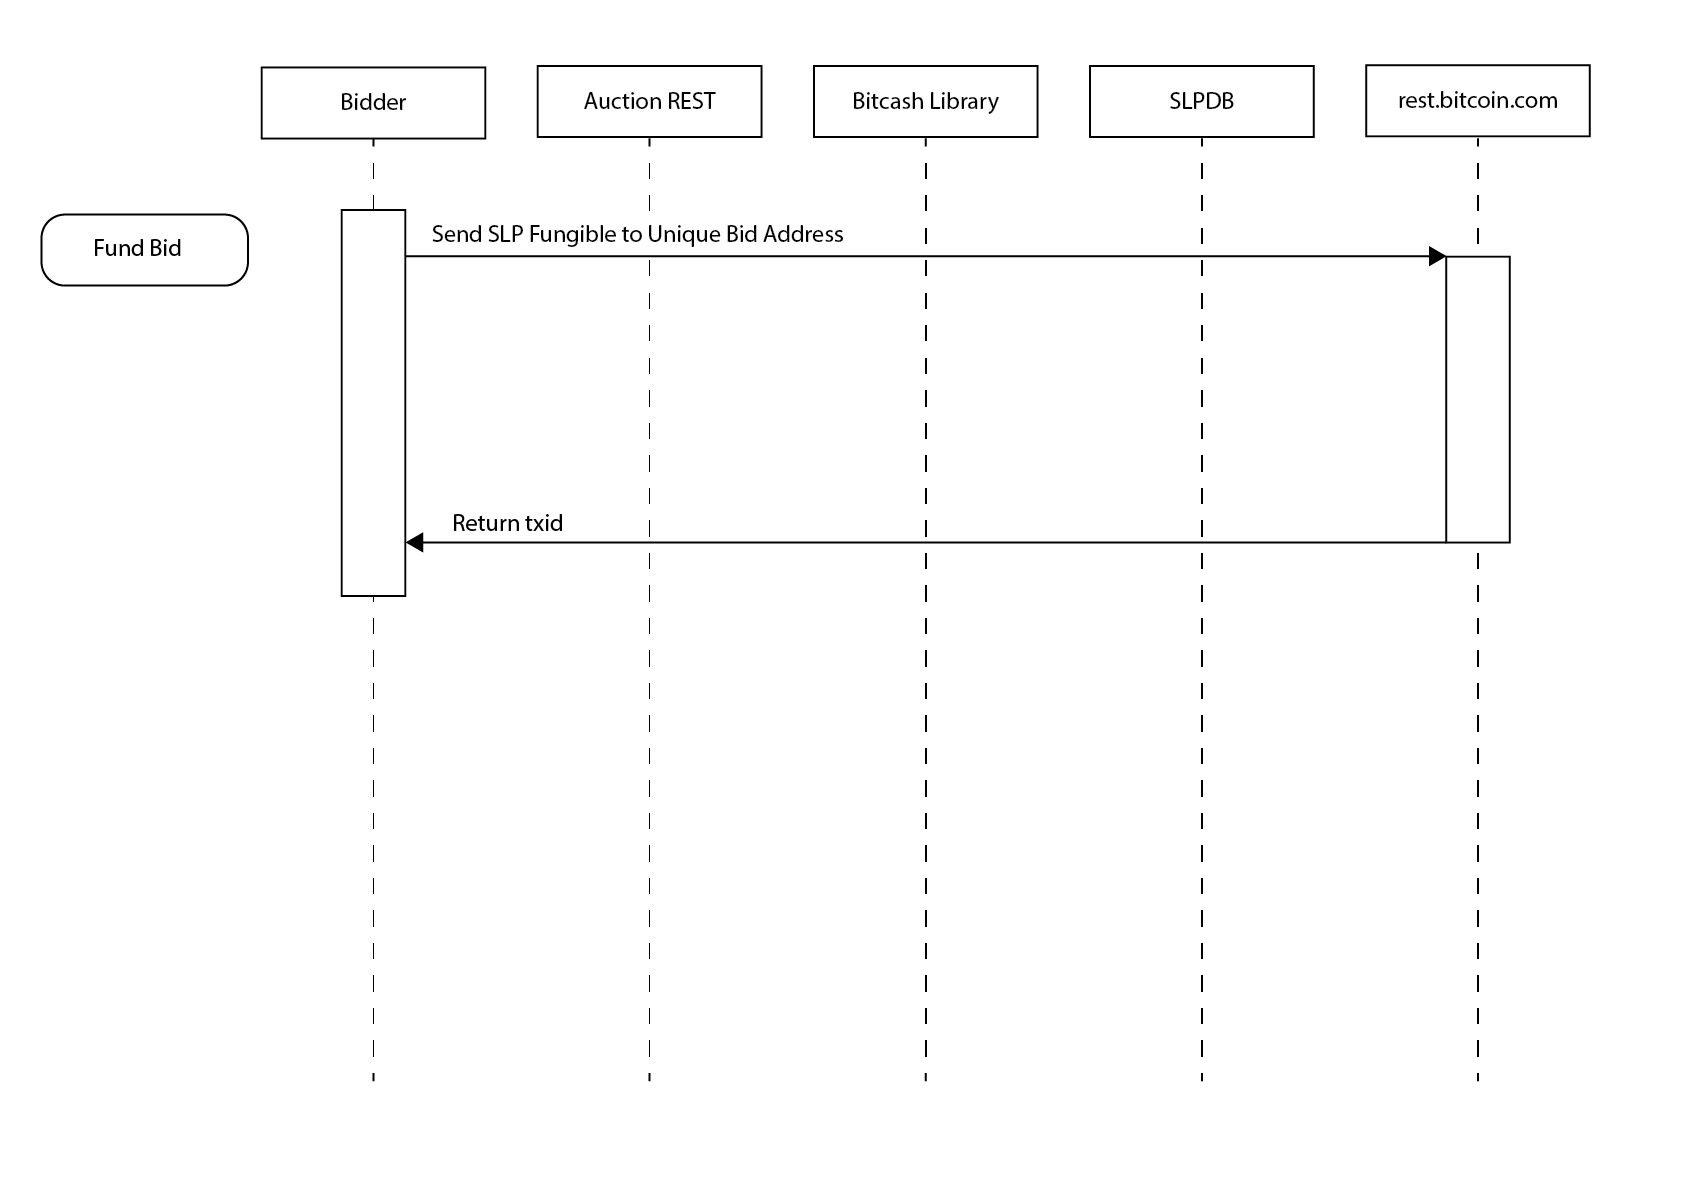 Bidder
Auction REST
Bitcash Library
SLPDB
rest.bitcoin.com
Fund Bid
Send SLP Fungible to Unique Bid Address
Return txid